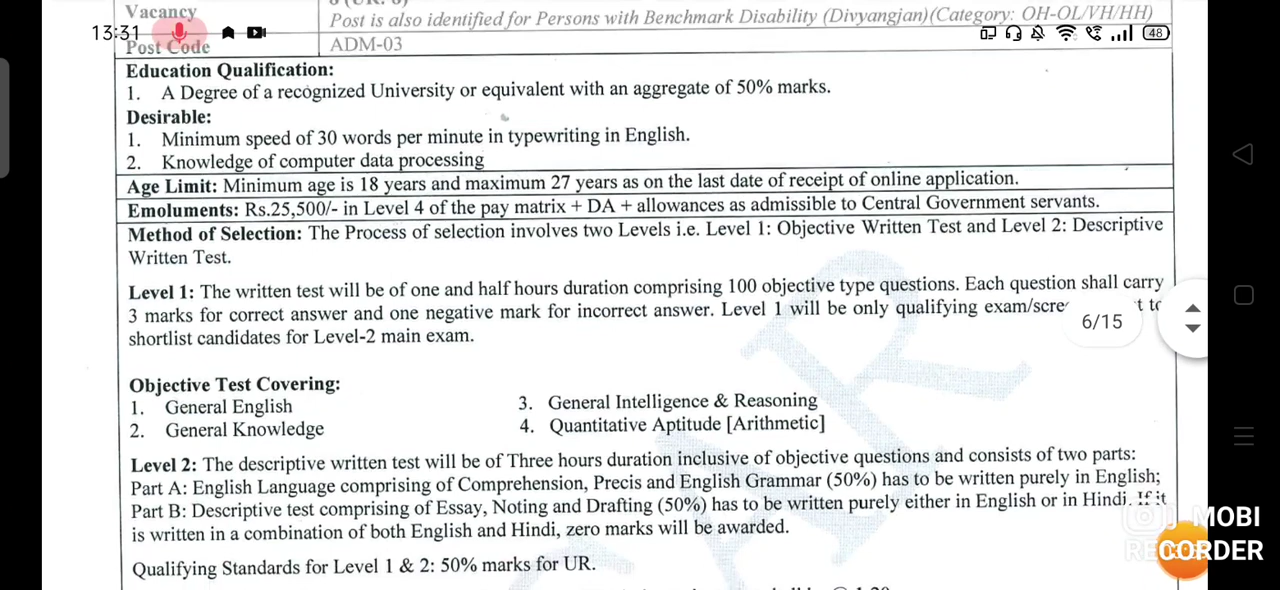 Vacancy
Post is also identified for Persons with Benchmark Disability (Divyangjan)(Category: OH-OL/VH/HH)
13:31
48
Post Code
ADM-03
Education Qualification:
1. A Degree of a recognized University or equivalent with an aggregate of 50% marks.
Desirable:
1. Minimum speed of 30 words per minute in typewriting in English.
2. Knowledge of computer data processing
Age Limit: Minimum age is 18 years and maximum 27 years as on the last date of receipt of online application.
Emoluments: Rs.25,500/- in Level 4 of the pay matrix + DA + allowances as admissible to Central Government servants.
Method of Selection: The Process of selection involves two Levels i.e. Level 1: Objective Written Test and Level 2: Descriptive
Written Test.
Level 1: The written test will be of one and half hours duration comprising 100 objective type questions. Each question shall carry
3 marks for correct answer and one negative mark for incorrect answer. Level 1 will be only qualifying exam/scre t to
6/15
shortlist candidates for Level-2 main exam.
Objective Test Covering:
1. General English
3. General Intelligence & Reasoning
2. General Knowledge
4. Quantitative Aptitude [Arithmetic]
Level 2: The descriptive written test will be of Three hours duration inclusive of objective questions and consists of two parts:
Part A: English Language comprising of Comprehension, Precis and English Grammar (50%) has to be written purely in English;
Part B: Descriptive test comprising of Essay, Noting and Drafting (50%) has to be written purely either in English or in Hindi. If it
is written in a combination of both English and Hindi, zero marks will be awarded.
MOBI
RECORDER
Qualifying Standards for Level 1 & 2: 50% marks for UR.